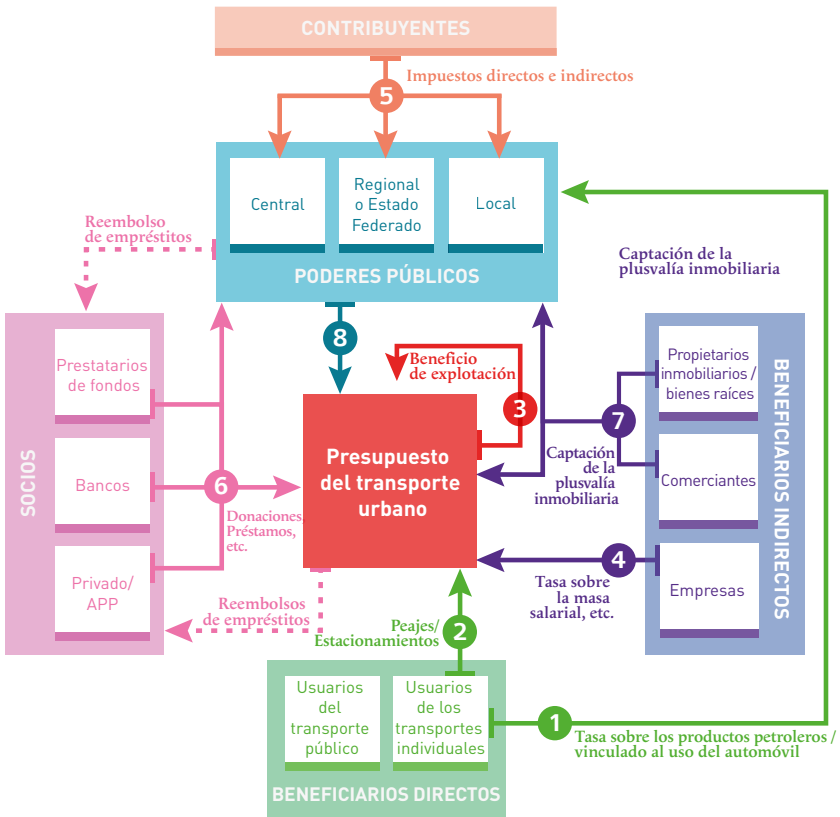 CONTRIBUYENTES
Impuestos directos e indirectos
5
Central
Regional
o Estado
Federado
Local
PODERES PÚBLICOS
Reembolso
de empréstitos
Captación de la
plusvalía inmobiliaria
8
Beneficio
de explotación
3
SOCIOS
Prestatarios
de fondos
Bancos
Privado/
APP
6
Donaciones,
Préstamos,
etc.
Presupuesto
del transporte
urbano
7
Captación
de la
plusvalía
inmobiliaria
Propietarios
inmobiliarios /
bienes raíces
Comerciantes
Empresas
BENEFICIARIOS INDIRECTOS
4
Tasa sobre
la masa
salarial, etc.
Reembolsos
de empréstitos
Peajes/
Estacionamientos
2
Usuarios
del
transporte
público
Usuarios
de los
transportes
individuales
BENEFICIARIOS DIRECTOS
1
Tasa sobre los productos petroleros /
vinculado al uso del automóvil